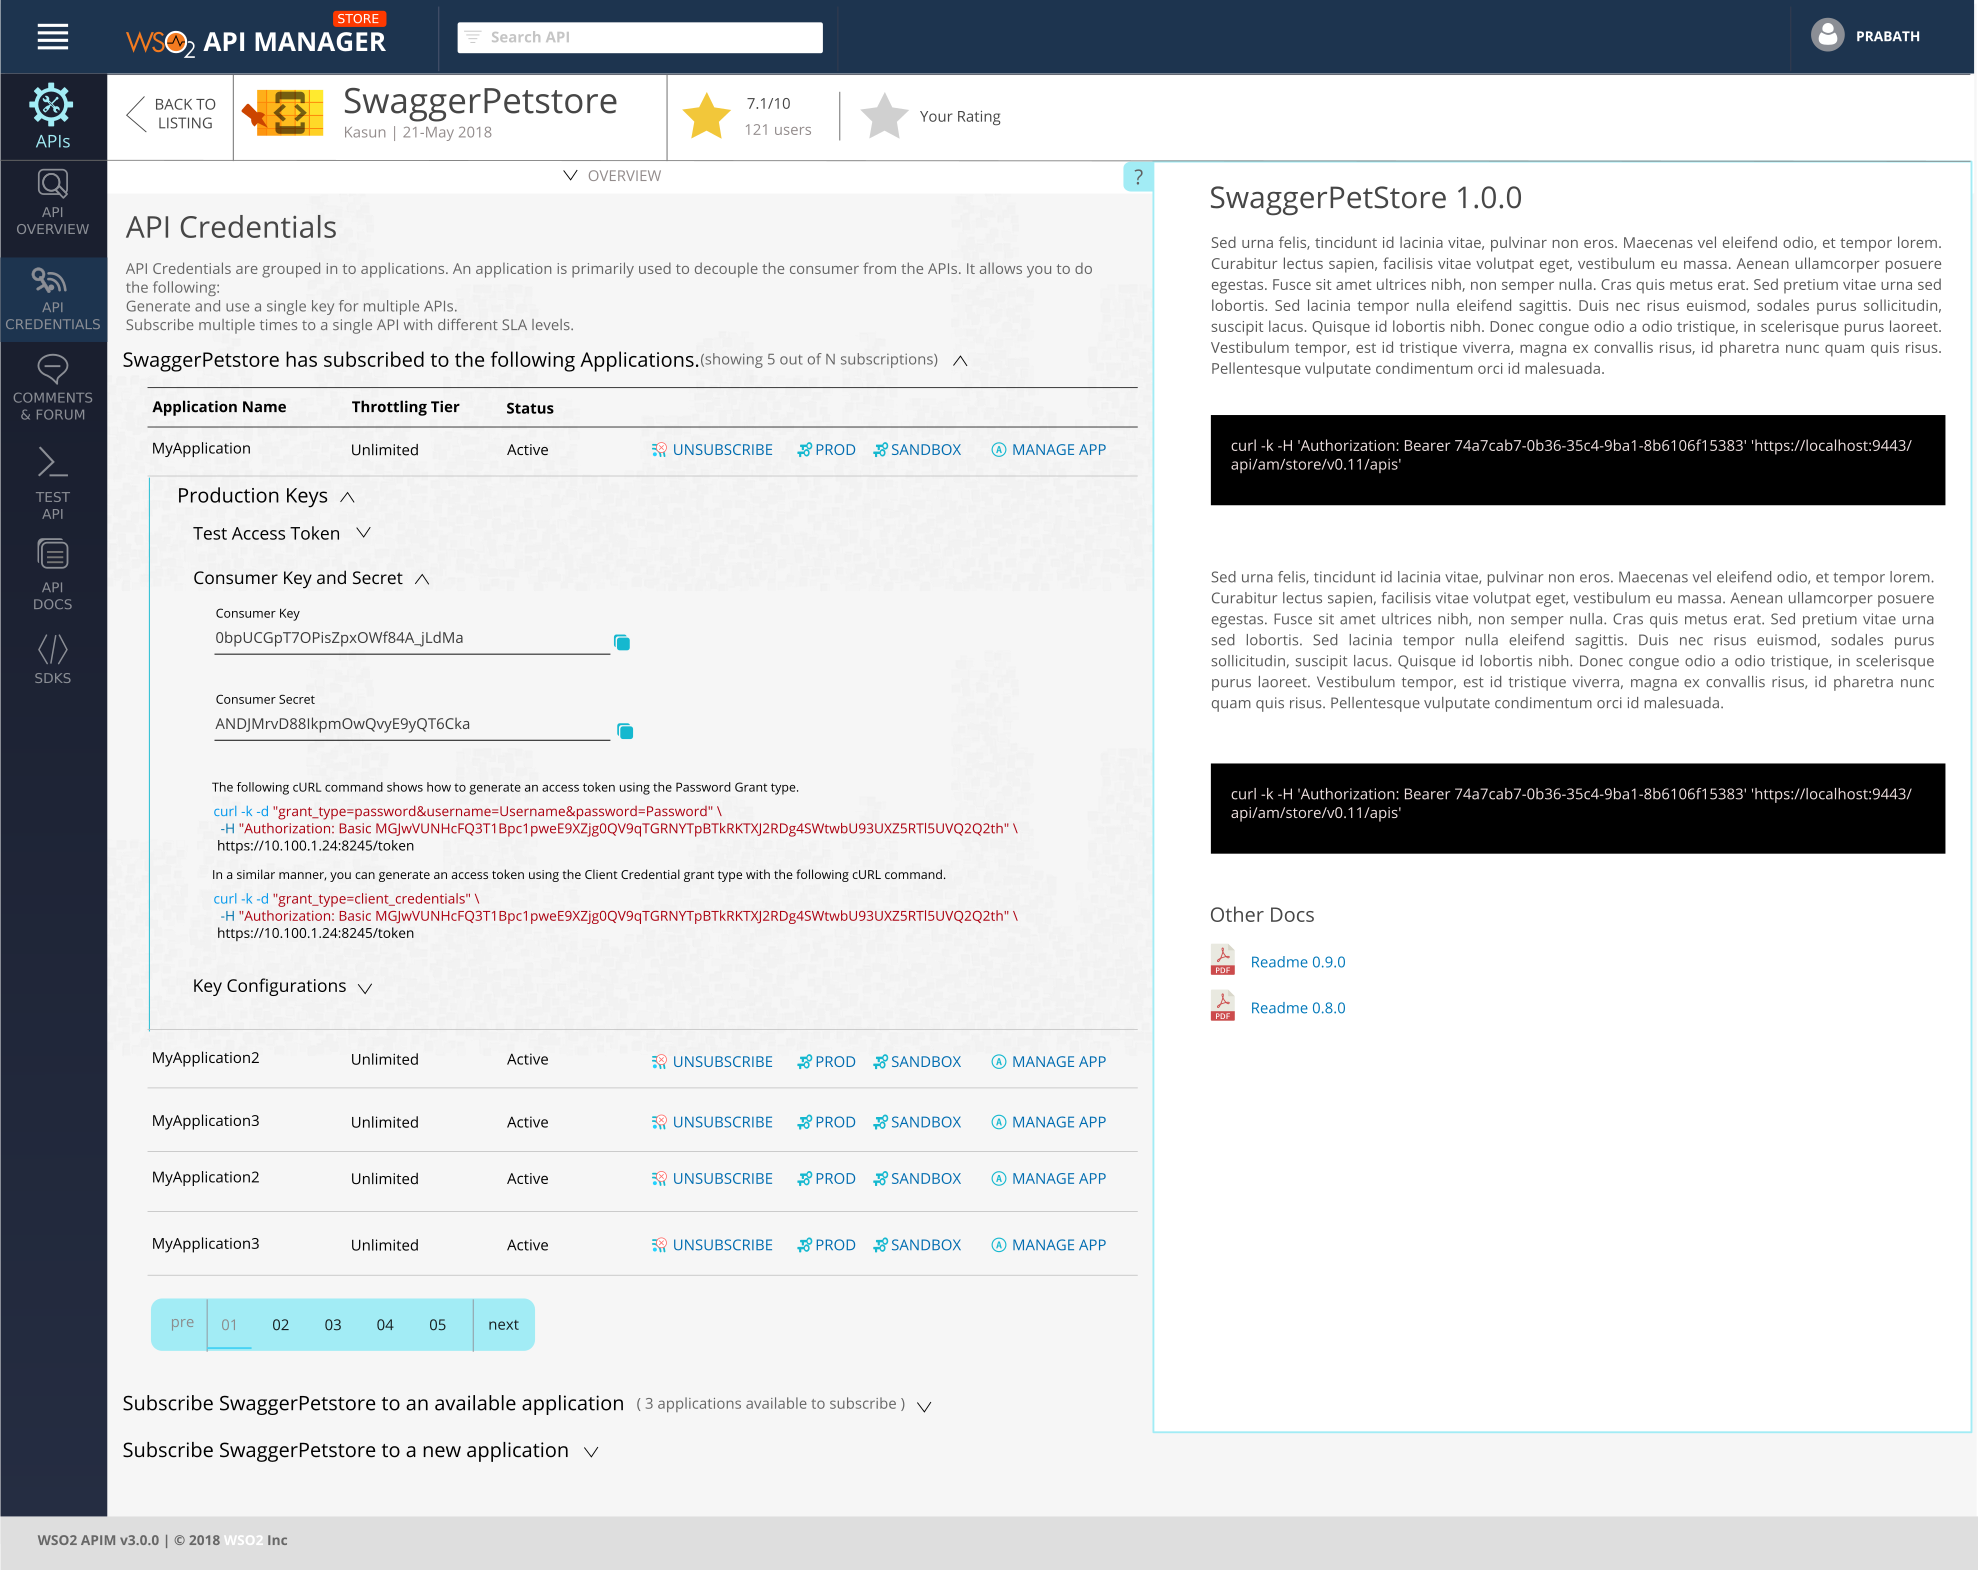 STORE
WSO2 API MANAGER
Search API
PRABATH
APIs
API
OVERVIEW
API
CREDENTIALS
COMMENTS
& FORUM
TEST
API
API
DOCS
SDKS
BACK TO
LISTING
SwaggerPetstore
Kasun | 21-May 2018
7.1/10
121 users
Your Rating
OVERVIEW
?
API Credentials
API Credentials are grouped in to applications. An application is primarily used to decouple the consumer from the APIs. It allows you to do
the following:
Generate and use a single key for multiple APIs.
Subscribe multiple times to a single API with different SLA levels.
SwaggerPetstore has subscribed to the following Applications.(showing 5 out of N subscriptions)
Application Name Throttling Tier Status
MyApplication Unlimited Active UNSUBSCRIBE PROD SANDBOX MANAGE APP
Production Keys
Test Access Token
Consumer Key and Secret
Consumer Key
0bpUCGpT7OPisZpxOWf84A_jLdMa
Consumer Secret
ANDJMrvD88IkpmOwQvyE9yQT6Cka
The following cURL command shows how to generate an access token using the Password Grant type.
curl -k -d "grant_type=password&username=Username&password=Password" \
-H "Authorization: Basic MGJwVUNHcFQ3T1Bpc1pweE9XZjg0QV9qTGRNYTpBTkRKTXJ2RDg4SWtwbU93UXZ5RTl5UVQ2Q2th" \
https://10.100.1.24:8245/token
In a similar manner, you can generate an access token using the Client Credential grant type with the following cURL command.
curl -k -d "grant_type=client_credentials" \
-H "Authorization: Basic MGJwVUNHcFQ3T1Bpc1pweE9XZjg0QV9qTGRNYTpBTkRKTXJ2RDg4SWtwbU93UXZ5RTl5UVQ2Q2th" \
https://10.100.1.24:8245/token
Key Configurations
MyApplication2 Unlimited Active UNSUBSCRIBE PROD SANDBOX MANAGE APP
MyApplication3 Unlimited Active UNSUBSCRIBE PROD SANDBOX MANAGE APP
MyApplication2 Unlimited Active UNSUBSCRIBE PROD SANDBOX MANAGE APP
MyApplication3 Unlimited Active UNSUBSCRIBE PROD SANDBOX MANAGE APP
pre 01 02 03 04 05 next
Subscribe SwaggerPetstore to an available application ( 3 applications available to subscribe )
Subscribe SwaggerPetstore to a new application
SwaggerPetStore 1.0.0
Sed urna felis, tincidunt id lacinia vitae, pulvinar non eros. Maecenas vel eleifend odio, et tempor lorem.
Curabitur lectus sapien, facilisis vitae volutpat eget, vestibulum eu massa. Aenean ullamcorper posuere
egestas. Fusce sit amet ultrices nibh, non semper nulla. Cras quis metus erat. Sed pretium vitae urna sed
lobortis. Sed lacinia tempor nulla eleifend sagittis. Duis nec risus euismod, sodales purus sollicitudin,
suscipit lacus. Quisque id lobortis nibh. Donec congue odio a odio tristique, in scelerisque purus laoreet.
Vestibulum tempor, est id tristique viverra, magna ex convallis risus, id pharetra nunc quam quis risus.
Pellentesque vulputate condimentum orci id malesuada.
curl -k -H 'Authorization: Bearer 74a7cab7-0b36-35c4-9ba1-8b6106f15383' 'https://localhost:9443/
api/am/store/v0.11/apis'
Sed urna felis, tincidunt id lacinia vitae, pulvinar non eros. Maecenas vel eleifend odio, et tempor lorem.
Curabitur lectus sapien, facilisis vitae volutpat eget, vestibulum eu massa. Aenean ullamcorper posuere
egestas. Fusce sit amet ultrices nibh, non semper nulla. Cras quis metus erat. Sed pretium vitae urna
sed lobortis. Sed lacinia tempor nulla eleifend sagittis. Duis nec risus euismod, sodales purus
sollicitudin, suscipit lacus. Quisque id lobortis nibh. Donec congue odio a odio tristique, in scelerisque
purus laoreet. Vestibulum tempor, est id tristique viverra, magna ex convallis risus, id pharetra nunc
quam quis risus. Pellentesque vulputate condimentum orci id malesuada.
curl -k -H 'Authorization: Bearer 74a7cab7-0b36-35c4-9ba1-8b6106f15383' 'https://localhost:9443/
api/am/store/v0.11/apis'
Other Docs
PDF Readme 0.9.0
PDF Readme 0.8.0
WSO2 APIM v3.0.0 | © 2018 WSO2 Inc